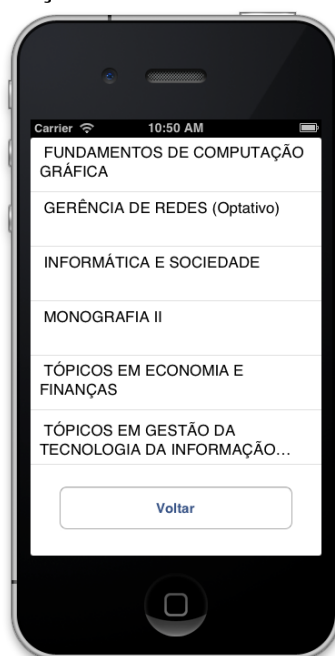 Carrier 10:50 AM
FUNDAMENTOS DE COMPUTAÇÃO
GRÁFICA
GERÊNCIA DE REDES (Optativo)
INFORMÁTICA E SOCIEDADE
MONOGRAFIA II
TÓPICOS EM ECONOMIA E
FINANÇAS
TÓPICOS EM GESTÃO DA
TECNOLOGIA DA INFORMAÇÃO...
Voltar